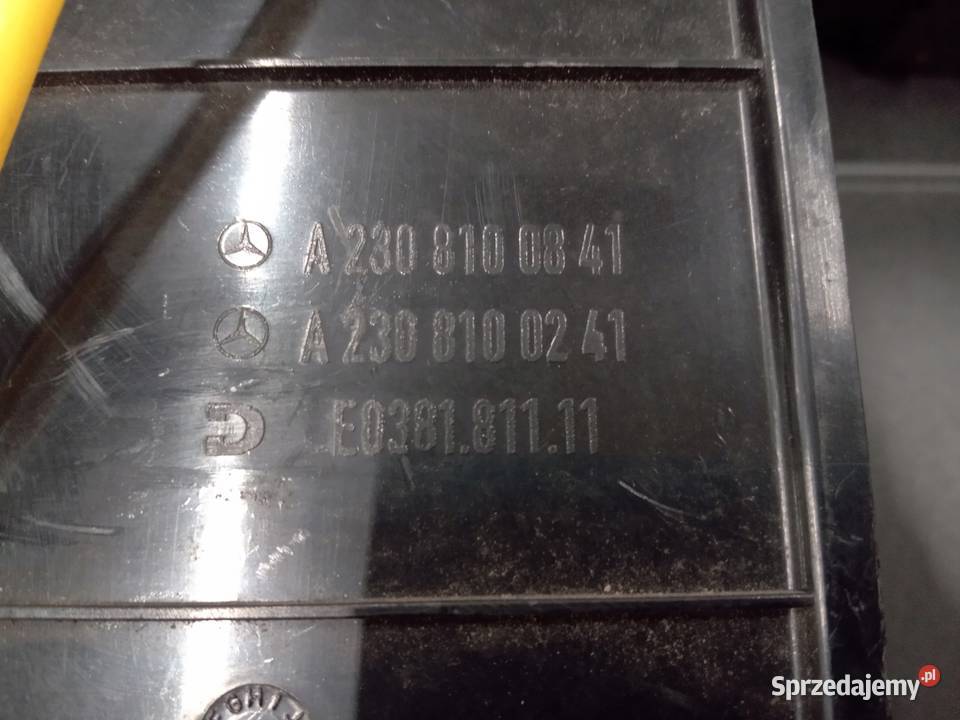 A 230 810 08 41
A 230 810 02 41
E0381.811.11
Sprzedajemy.pl